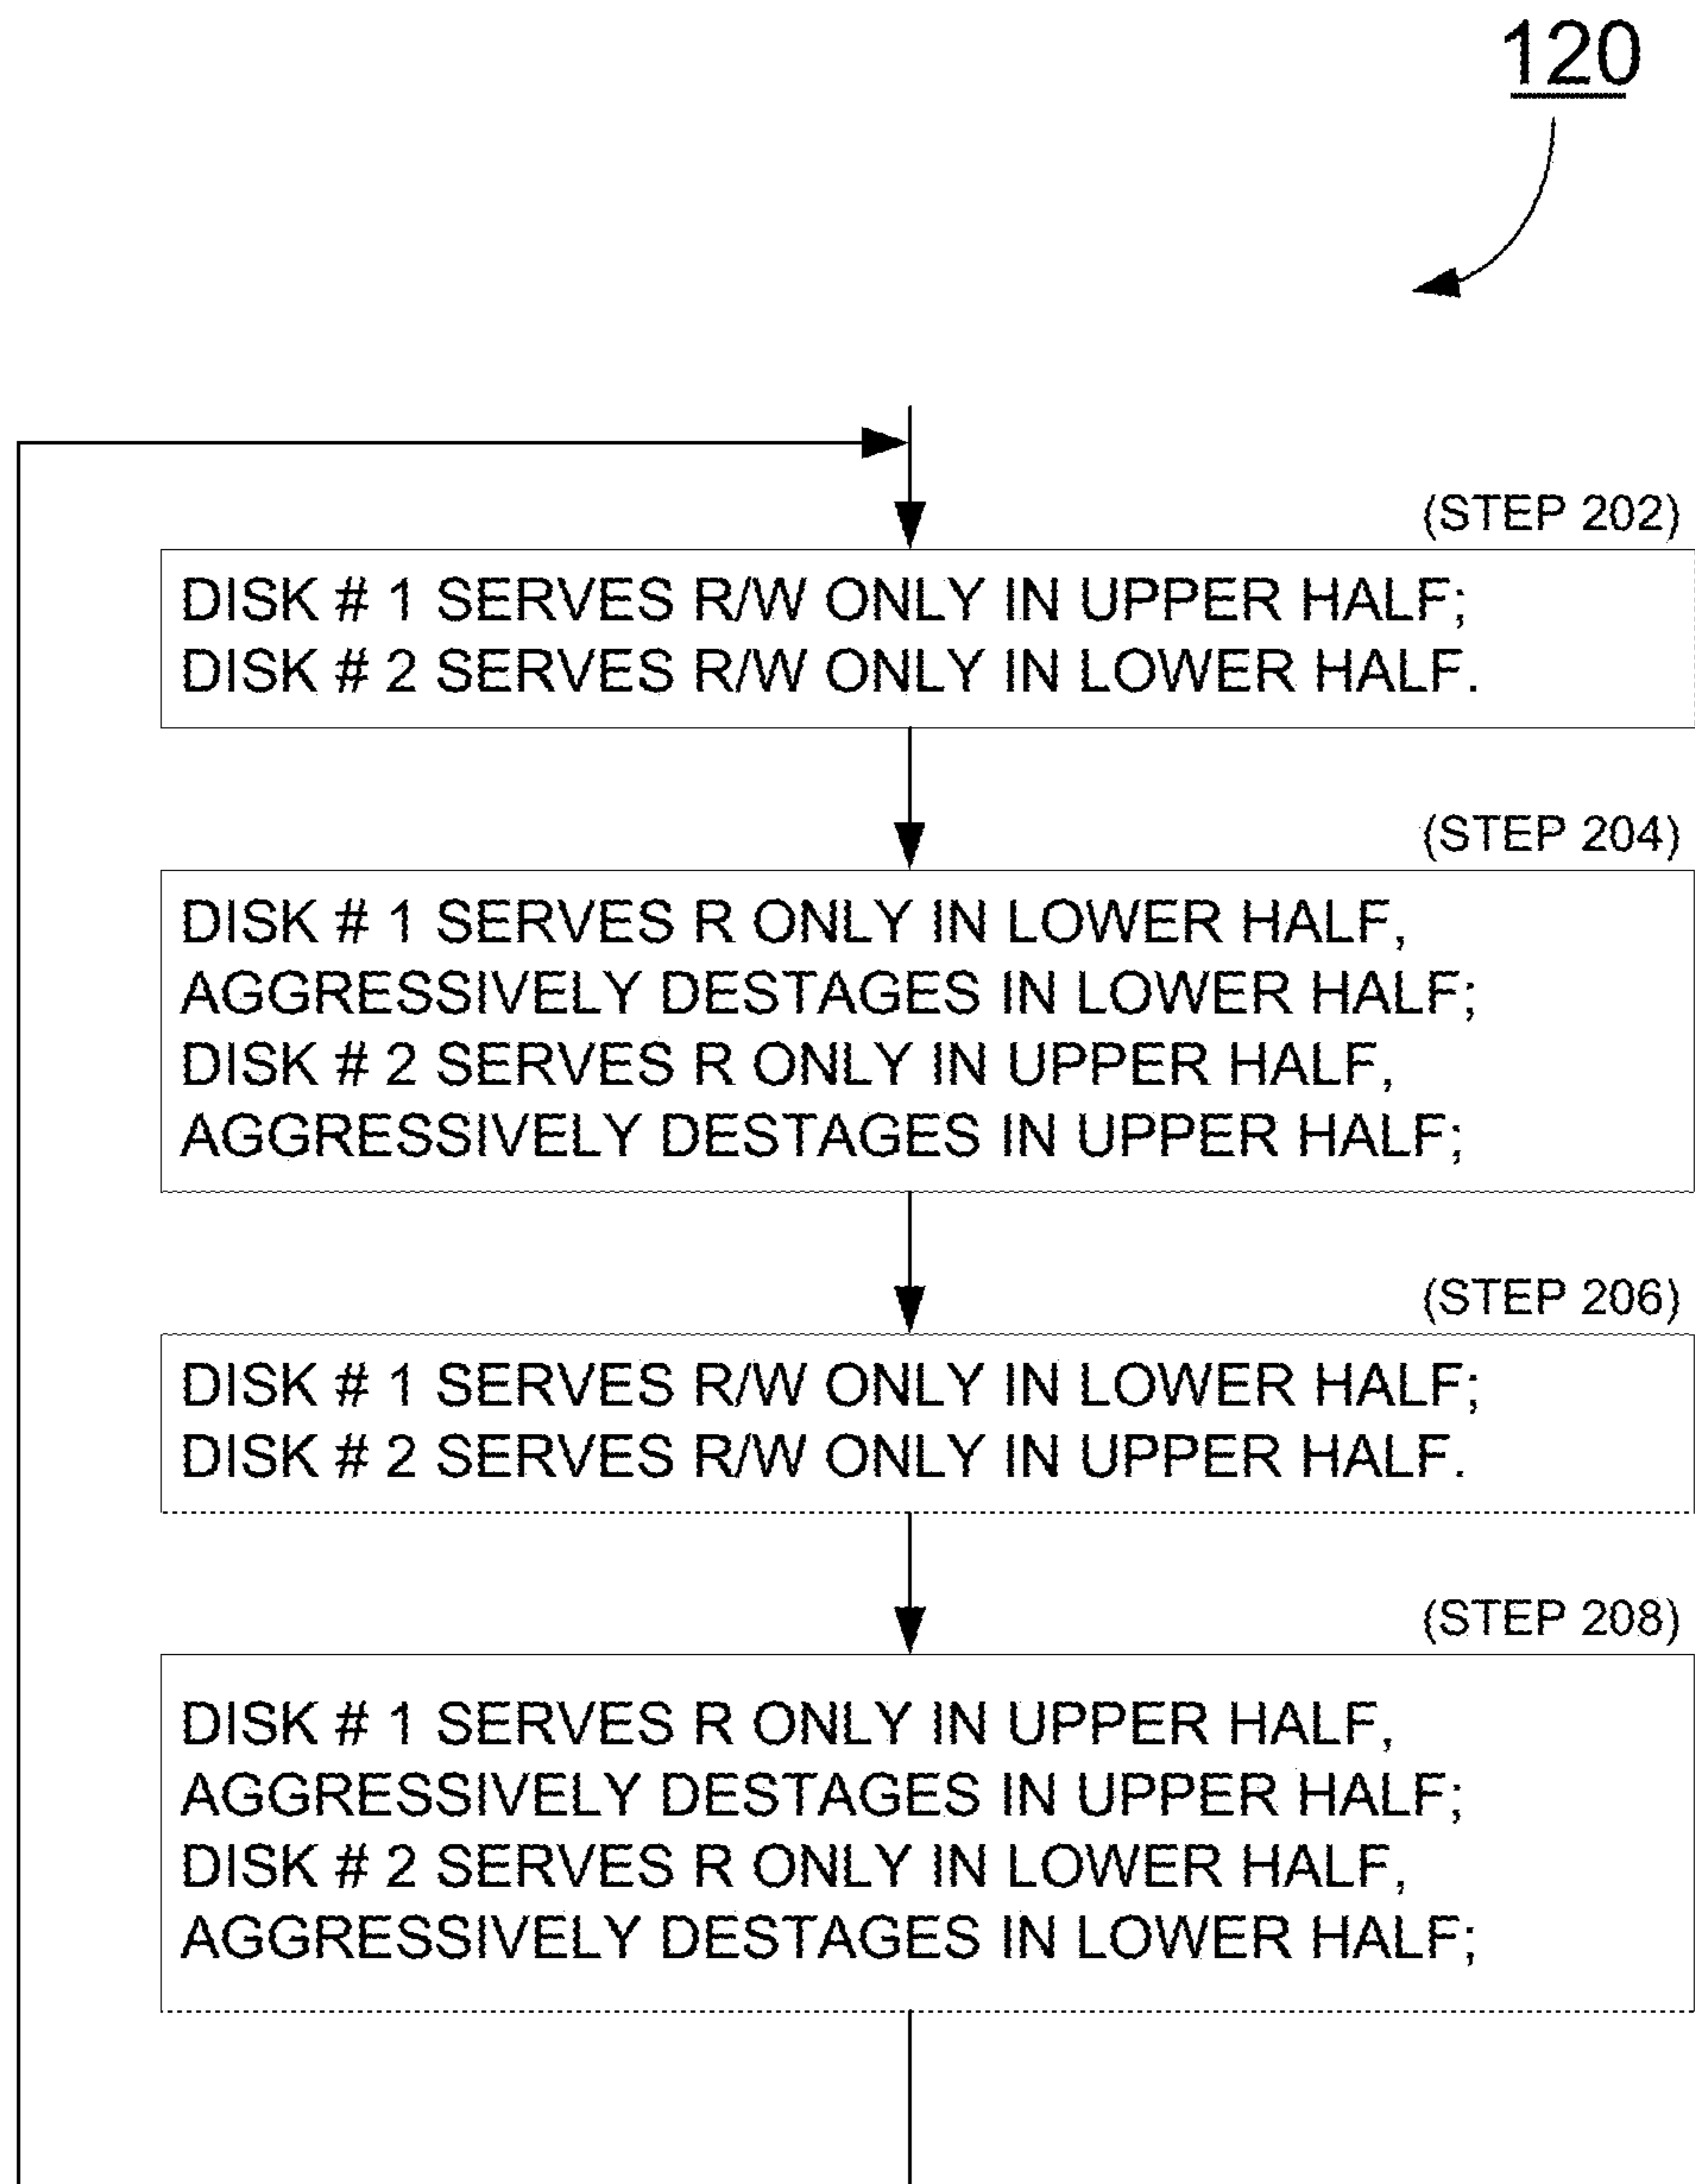 120
(STEP 202)
DISK # 1 SERVES R/W ONLY IN UPPER HALF;
DISK # 2 SERVES R/W ONLY IN LOWER HALF.
(STEP 204)
DISK # 1 SERVES R ONLY IN LOWER HALF,
AGGRESSIVELY DESTAGES IN LOWER HALF;
DISK # 2 SERVES R ONLY IN UPPER HALF,
AGGRESSIVELY DESTAGES IN UPPER HALF;
(STEP 206)
DISK # 1 SERVES R/W ONLY IN LOWER HALF;
DISK # 2 SERVES R/W ONLY IN UPPER HALF.
(STEP 208)
DISK # 1 SERVES R ONLY IN UPPER HALF,
AGGRESSIVELY DESTAGES IN UPPER HALF;
DISK # 2 SERVES R ONLY IN LOWER HALF,
AGGRESSIVELY DESTAGES IN LOWER HALF;